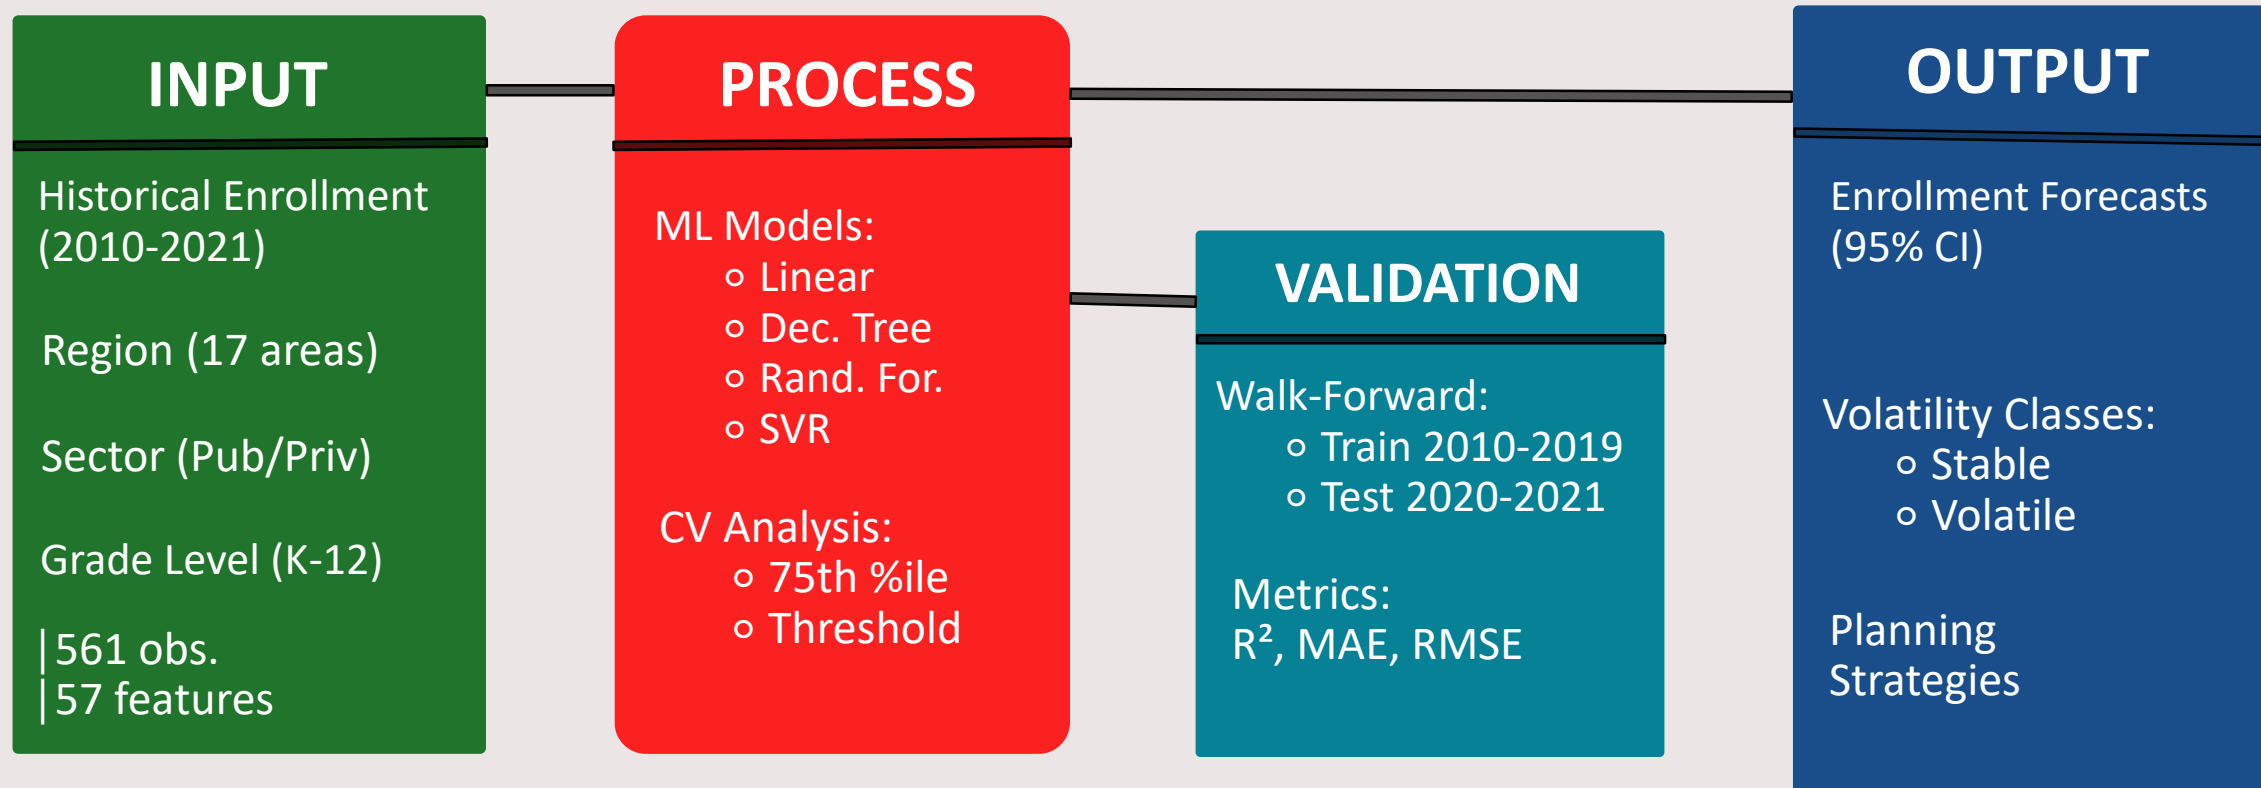 INPUT
Historical Enrollment
(2010-2021)
Region (17 areas)
Sector (Pub/Priv)
Grade Level (K-12)
|561 obs.
|57 features
PROCESS
ML Models:
○ Linear
○ Dec. Tree
○ Rand. For.
○ SVR
CV Analysis:
○ 75th %ile
○ Threshold
VALIDATION
Walk-Forward:
○ Train 2010-2019
○ Test 2020-2021
Metrics:
R², MAE, RMSE
OUTPUT
Enrollment Forecasts
(95% CI)
Volatility Classes:
○ Stable
○ Volatile
Planning
Strategies